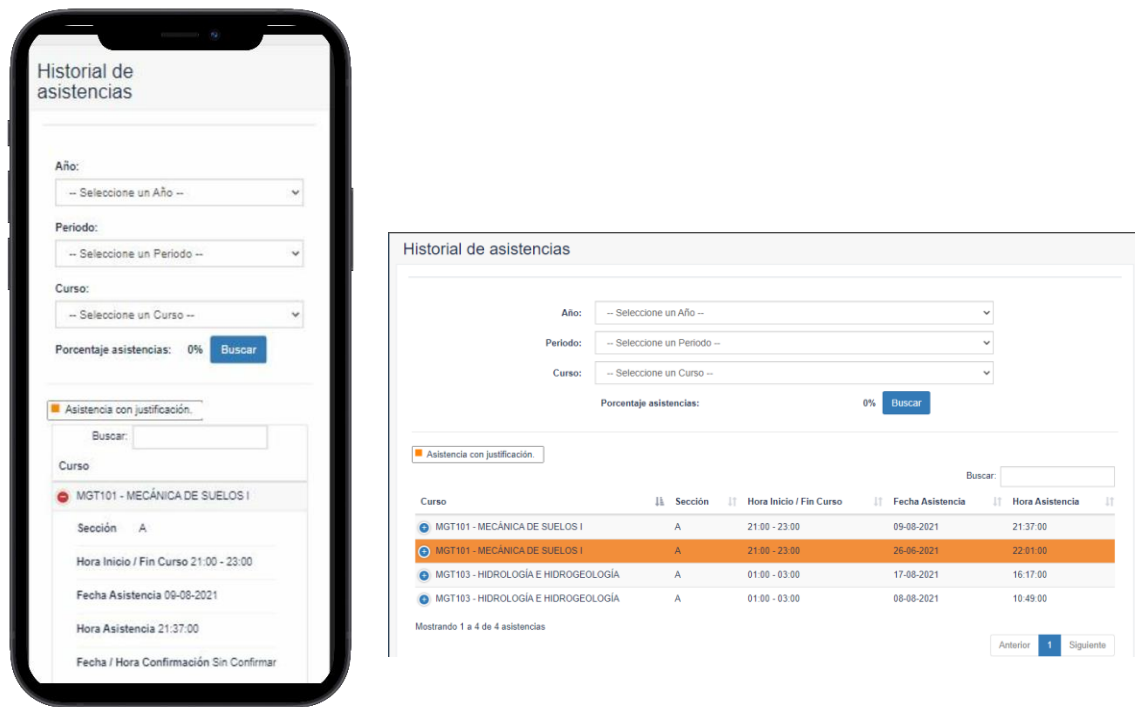 Historial de
asistencias
Año:
-- Seleccione un Año --
Periodo:
-- Seleccione un Periodo --
Curso:
-- Seleccione un Curso --
Porcentaje asistencias: 0% Buscar
Asistencia con justificación.
Buscar:
Curso
MGT101 - MECÁNICA DE SUELOS I
Sección A
Hora Inicio / Fin Curso 21:00 - 23:00
Fecha Asistencia 09-08-2021
Hora Asistencia 21:37:00
Fecha / Hora Confirmación Sin Confirmar
Historial de asistencias
Año: -- Seleccione un Año --
Periodo: -- Seleccione un Periodo --
Curso: -- Seleccione un Curso --
Porcentaje asistencias: 0% Buscar
Asistencia con justificación.
Buscar:
Curso Sección Hora Inicio / Fin Curso Fecha Asistencia Hora Asistencia
MGT101 - MECÁNICA DE SUELOS I A 21:00 - 23:00 09-08-2021 21:37:00
MGT101 - MECÁNICA DE SUELOS I A 21:00 - 23:00 26-06-2021 22:01:00
MGT103 - HIDROLOGÍA E HIDROGEOLOGÍA A 01:00 - 03:00 17-08-2021 16:17:00
MGT103 - HIDROLOGÍA E HIDROGEOLOGÍA A 01:00 - 03:00 08-08-2021 10:49:00
Mostrando 1 a 4 de 4 asistencias
Anterior 1 Siguiente